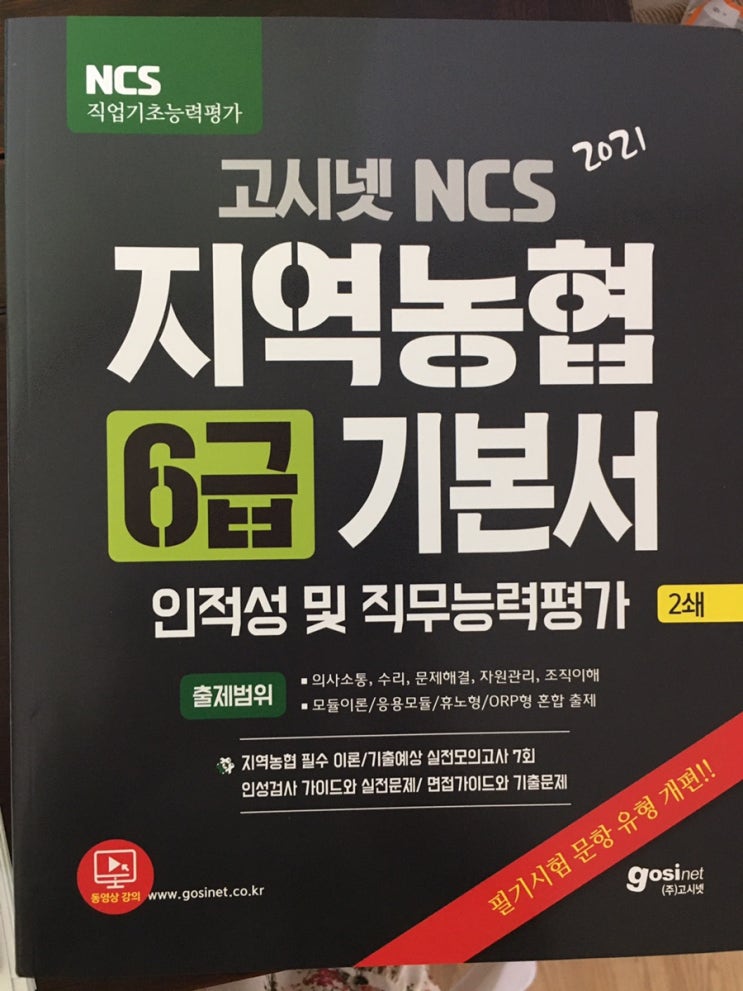 NCS
직업기초능력평가
고시넷 NCS
2021
지역농협
6급 기본서
인적성 및 직무능력평가
2쇄
출제범위
▪ 의사소통, 수리, 문제해결, 자원관리, 조직이해
▪ 모듈이론/응용모듈/휴노형/ORP형 혼합 출제
지역농협 필수 이론/기출예상 실전모의고사 7회
인성검사 가이드와 실전문제/ 면접가이드와 기출문제
필기시험 문항 유형 개편!!
동영상 강의
www.gosinet.co.kr
gosinet
(주)고시넷